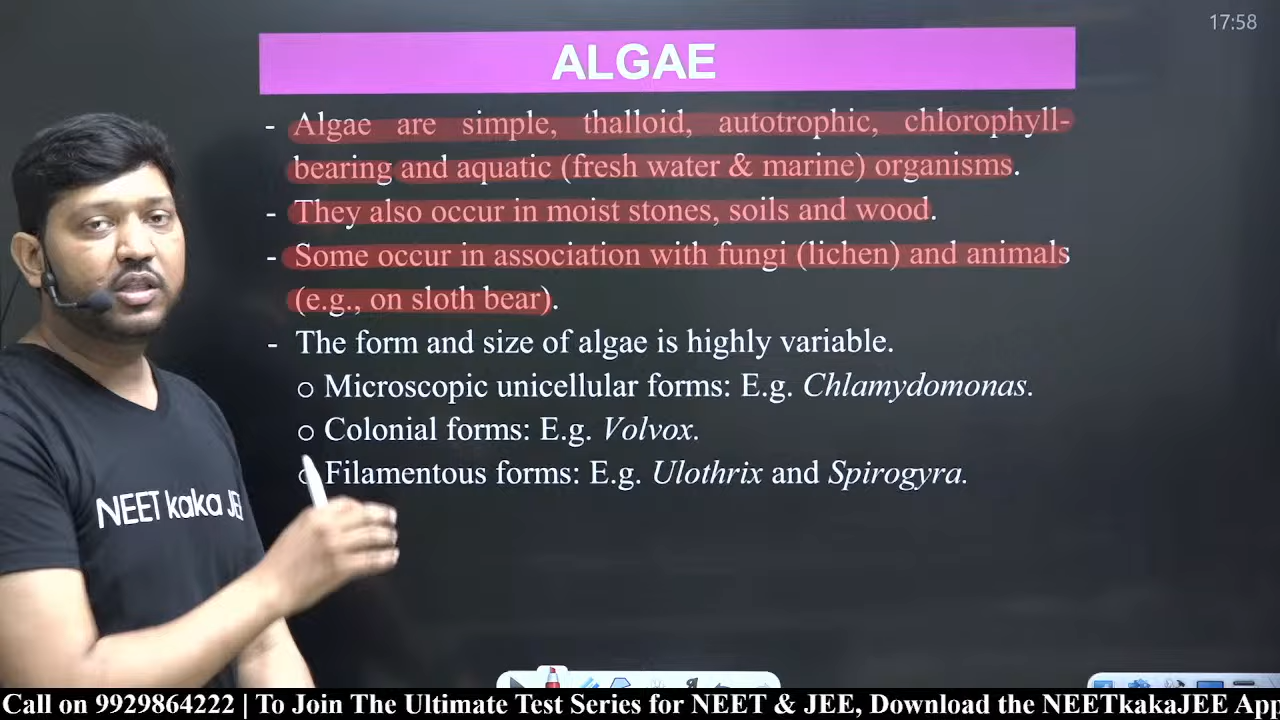 17:58
ALGAE
- Algae are simple, thalloid, autotrophic, chlorophyll-
bearing and aquatic (fresh water & marine) organisms.
- They also occur in moist stones, soils and wood.
- Some occur in association with fungi (lichen) and animals
(e.g., on sloth bear).
- The form and size of algae is highly variable.
o Microscopic unicellular forms: E.g. Chlamydomonas.
o Colonial forms: E.g. Volvox.
o Filamentous forms: E.g. Ulothrix and Spirogyra.
NEET kaka JEE
Call on 9929864222 | To Join The Ultimate Test Series for NEET & JEE, Download the NEETkakaJEE App